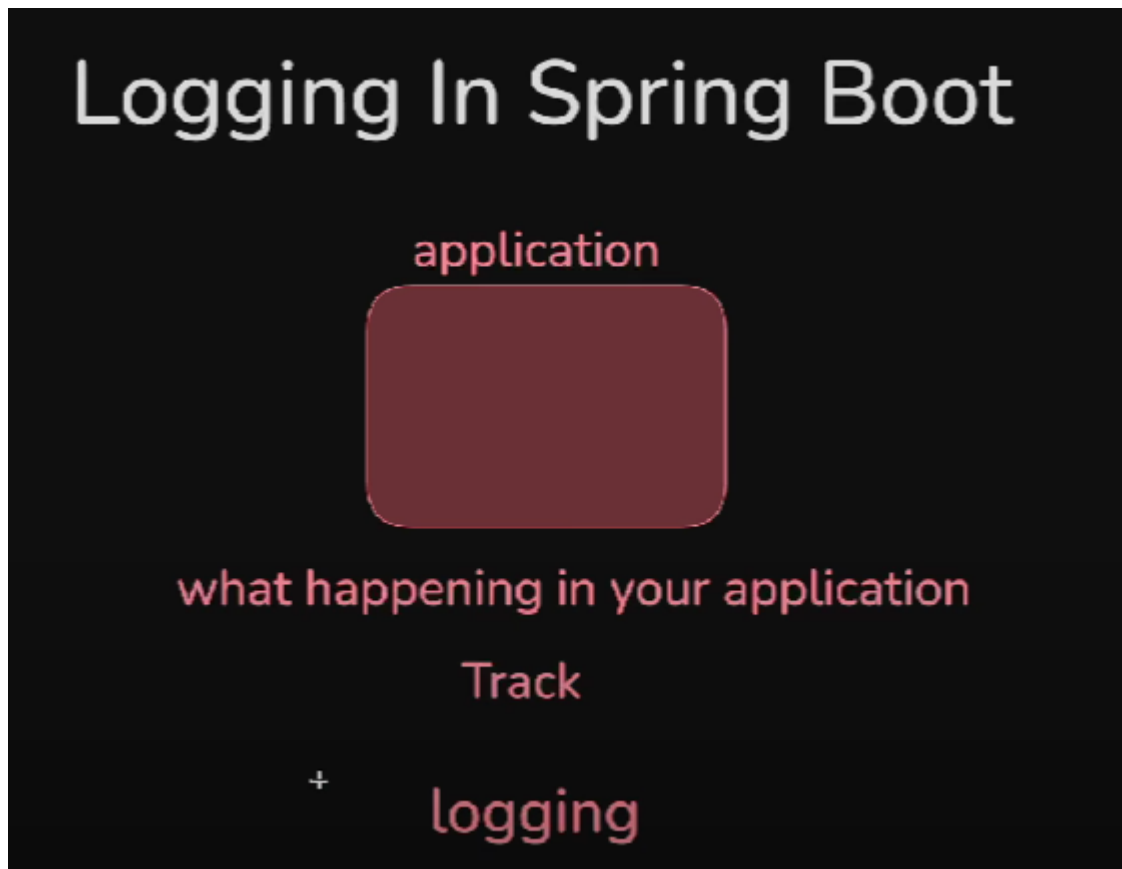 Logging In Spring Boot
application
what happening in your application
Track
logging